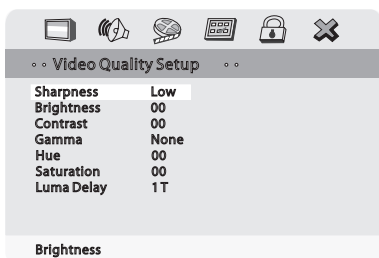 Video Quality Setup
Sharpness Low
Brightness 00
Contrast 00
Gamma None
Hue 00
Saturation 00
Luma Delay 1 T
Brightness